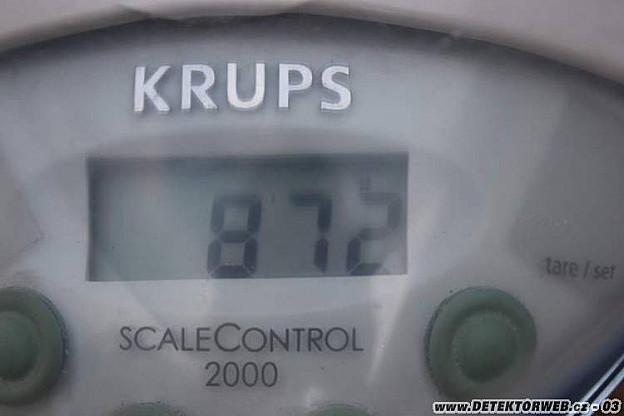 KRUPS
872
tare / set
SCALECONTROL
2000
www.DETEKTORWEB.cz - 03